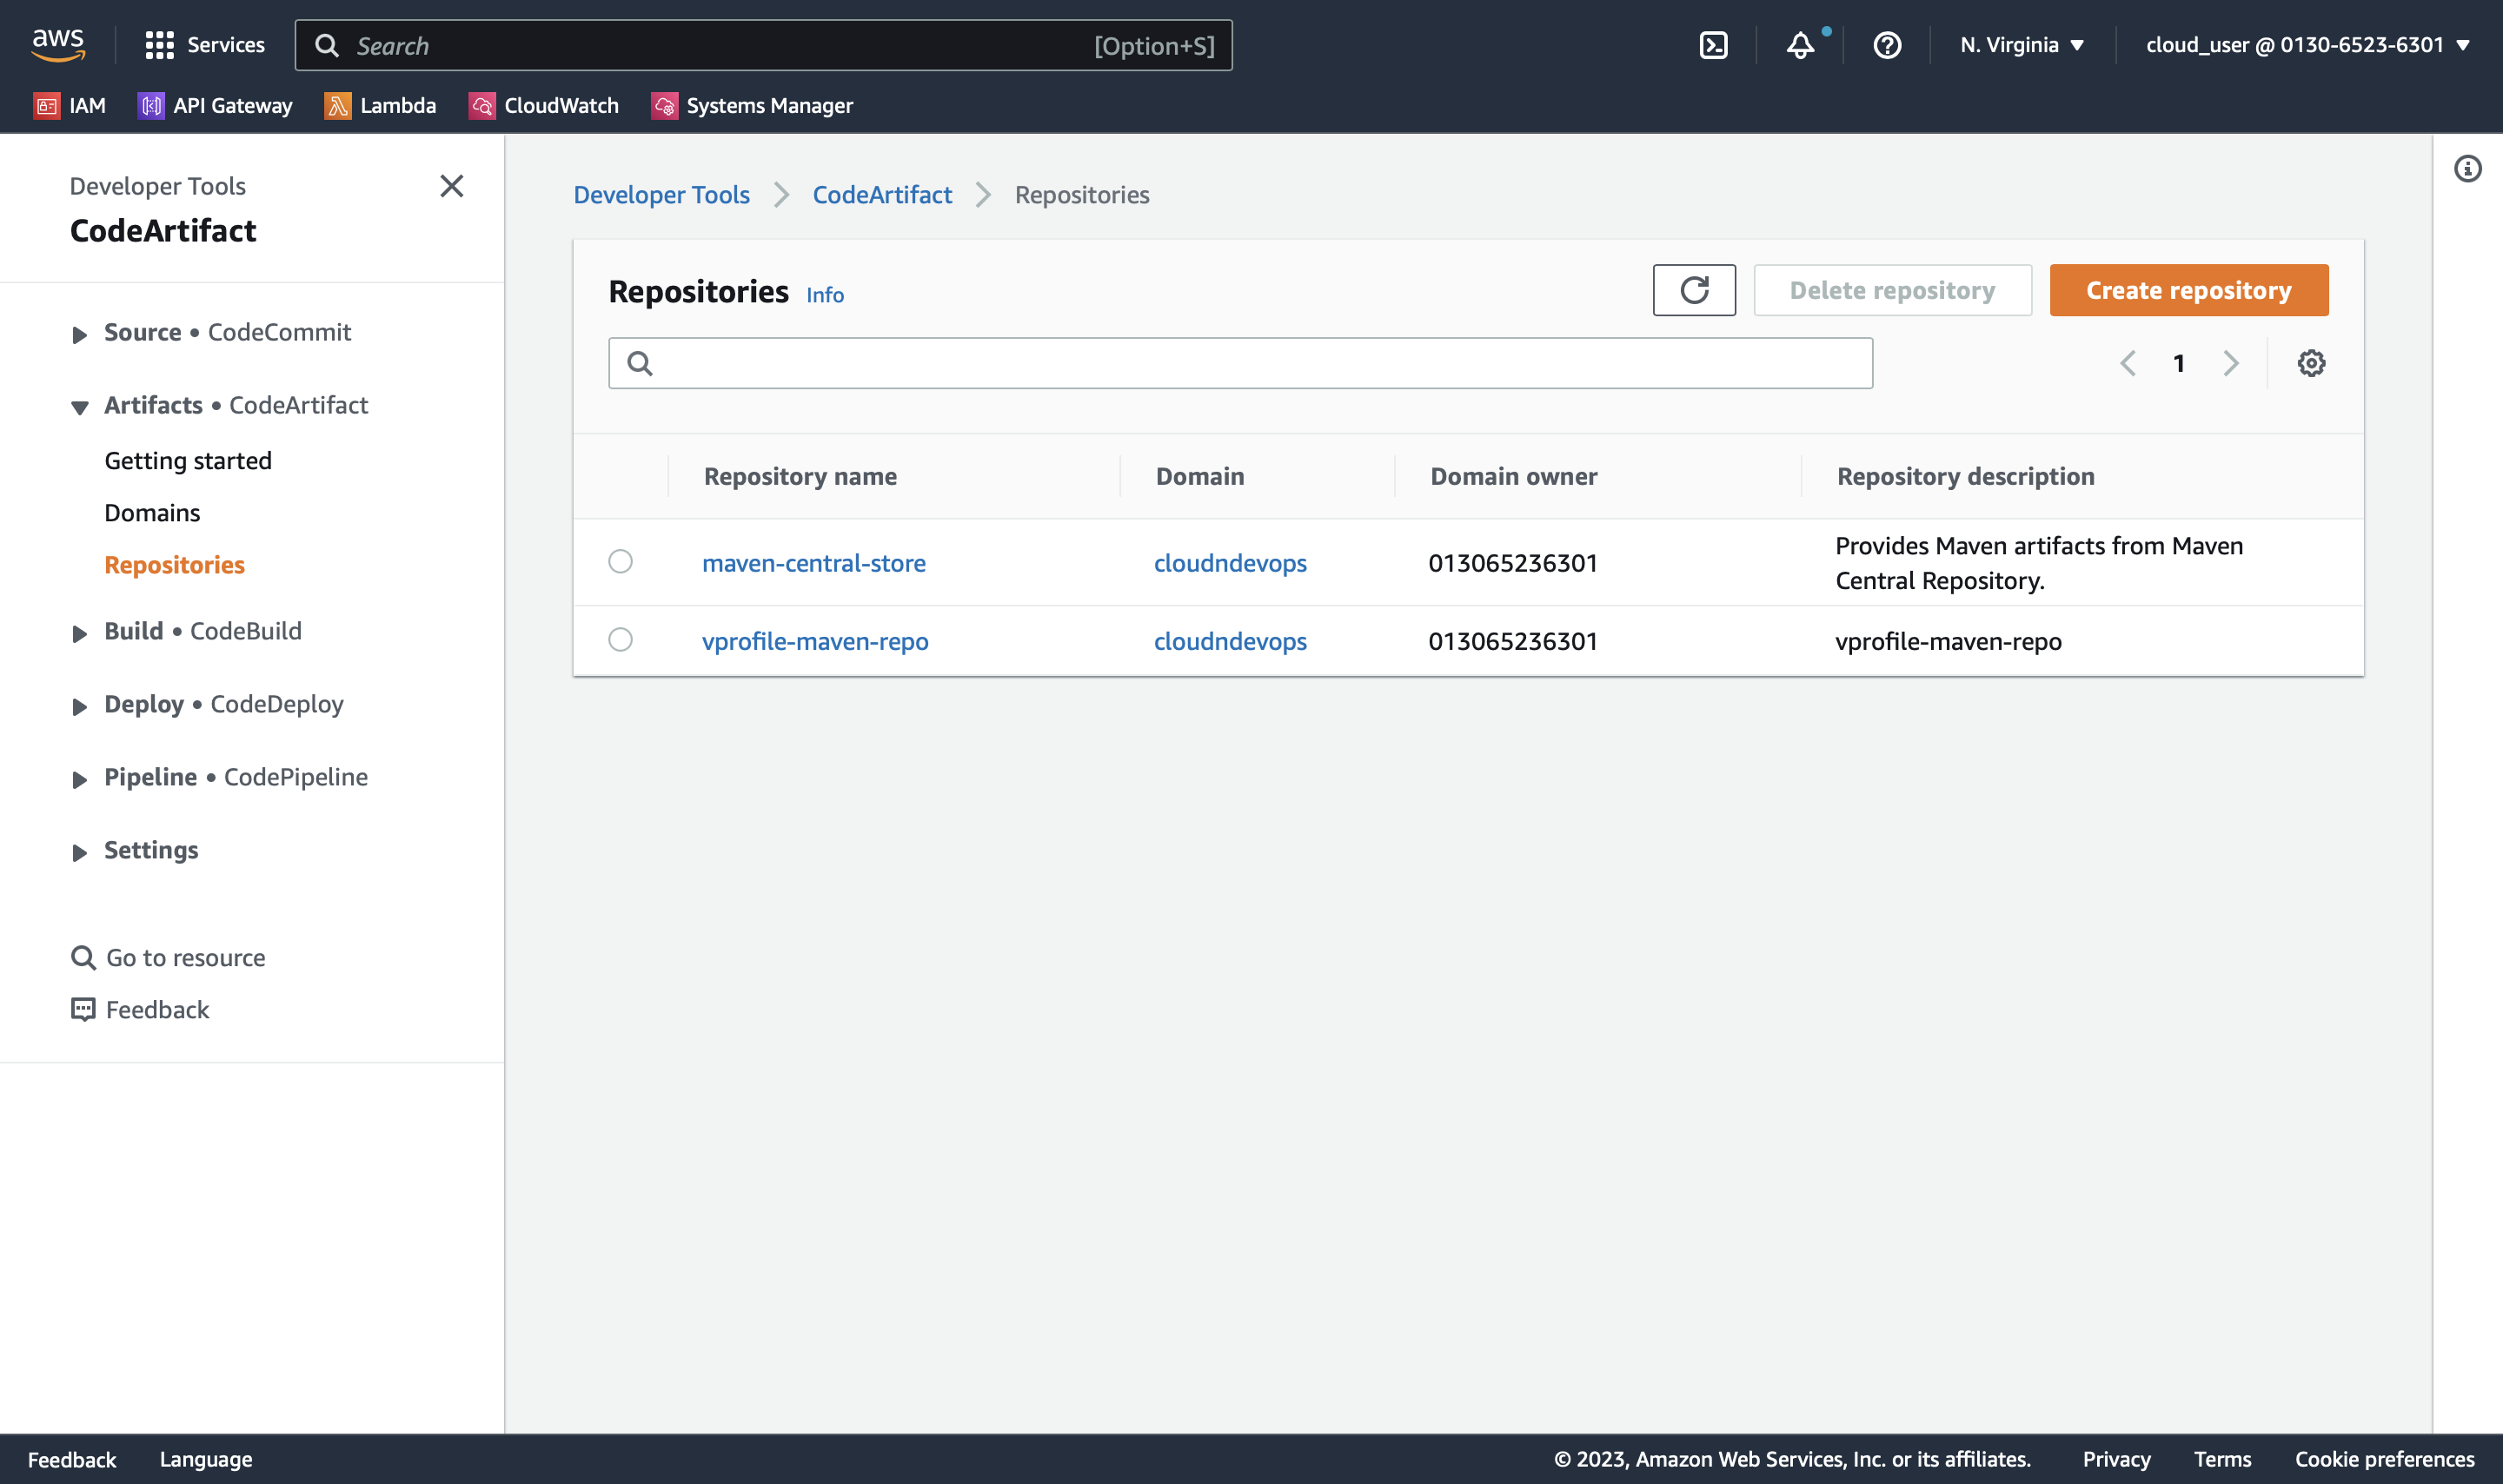 aws Services Search [Option+S] N. Virginia cloud_user @ 0130-6523-6301
IAM API Gateway Lambda CloudWatch Systems Manager
Developer Tools
CodeArtifact
Source • CodeCommit
Artifacts • CodeArtifact
Getting started
Domains
Repositories
Build • CodeBuild
Deploy • CodeDeploy
Pipeline • CodePipeline
Settings
Go to resource
Feedback
Developer Tools CodeArtifact Repositories
Repositories Info Delete repository Create repository
1
Repository name Domain Domain owner Repository description
maven-central-store cloudndevops 013065236301 Provides Maven artifacts from Maven
Central Repository.
vprofile-maven-repo cloudndevops 013065236301 vprofile-maven-repo
Feedback Language © 2023, Amazon Web Services, Inc. or its affiliates. Privacy Terms Cookie preferences